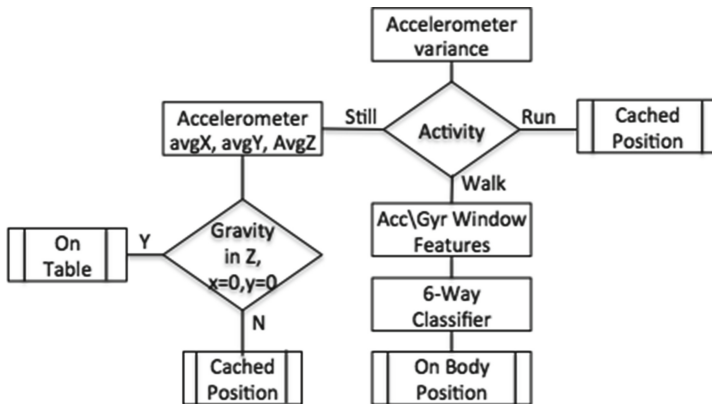 Accelerometer
variance
Accelerometer
avgX, avgY, AvgZ
Still
Activity
Run
Cached
Position
Walk
Acc\Gyr Window
Features
On
Table
Y
Gravity
in Z,
x=0,y=0
6-Way
Classifier
N
Cached
Position
On Body
Position